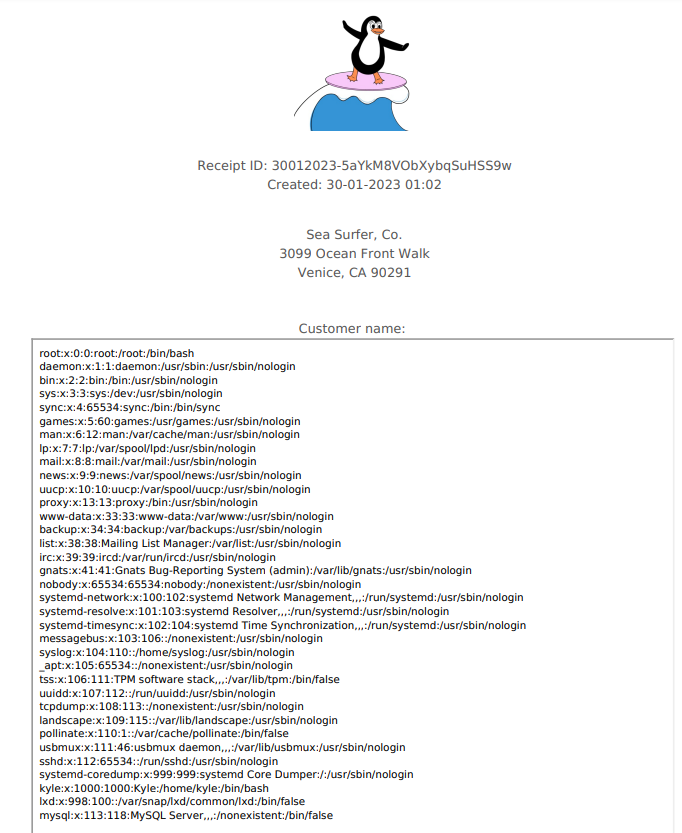 Receipt ID: 30012023-5aYkM8VObXybqSuHSS9w
Created: 30-01-2023 01:02
Sea Surfer, Co.
3099 Ocean Front Walk
Venice, CA 90291
Customer name:
root:x:0:0:root:/root:/bin/bash
daemon:x:1:1:daemon:/usr/sbin:/usr/sbin/nologin
bin:x:2:2:bin:/bin:/usr/sbin/nologin
sys:x:3:3:sys:/dev:/usr/sbin/nologin
sync:x:4:65534:sync:/bin:/bin/sync
games:x:5:60:games:/usr/games:/usr/sbin/nologin
man:x:6:12:man:/var/cache/man:/usr/sbin/nologin
lp:x:7:7:lp:/var/spool/lpd:/usr/sbin/nologin
mail:x:8:8:mail:/var/mail:/usr/sbin/nologin
news:x:9:9:news:/var/spool/news:/usr/sbin/nologin
uucp:x:10:10:uucp:/var/spool/uucp:/usr/sbin/nologin
proxy:x:13:13:proxy:/bin:/usr/sbin/nologin
www-data:x:33:33:www-data:/var/www:/usr/sbin/nologin
backup:x:34:34:backup:/var/backups:/usr/sbin/nologin
list:x:38:38:Mailing List Manager:/var/list:/usr/sbin/nologin
irc:x:39:39:ircd:/var/run/ircd:/usr/sbin/nologin
gnats:x:41:41:Gnats Bug-Reporting System (admin):/var/lib/gnats:/usr/sbin/nologin
nobody:x:65534:65534:nobody:/nonexistent:/usr/sbin/nologin
systemd-network:x:100:102:systemd Network Management,,,:/run/systemd:/usr/sbin/nologin
systemd-resolve:x:101:103:systemd Resolver,,,:/run/systemd:/usr/sbin/nologin
systemd-timesync:x:102:104:systemd Time Synchronization,,,:/run/systemd:/usr/sbin/nologin
messagebus:x:103:106::/nonexistent:/usr/sbin/nologin
syslog:x:104:110::/home/syslog:/usr/sbin/nologin
_apt:x:105:65534::/nonexistent:/usr/sbin/nologin
tss:x:106:111:TPM software stack,,,:/var/lib/tpm:/bin/false
uuidd:x:107:112::/run/uuidd:/usr/sbin/nologin
tcpdump:x:108:113::/nonexistent:/usr/sbin/nologin
landscape:x:109:115::/var/lib/landscape:/usr/sbin/nologin
pollinate:x:110:1::/var/cache/pollinate:/bin/false
usbmux:x:111:46:usbmux daemon,,,:/var/lib/usbmux:/usr/sbin/nologin
sshd:x:112:65534::/run/sshd:/usr/sbin/nologin
systemd-coredump:x:999:999:systemd Core Dumper:/:/usr/sbin/nologin
kyle:x:1000:1000:Kyle:/home/kyle:/bin/bash
lxd:x:998:100::/var/snap/lxd/common/lxd:/bin/false
mysql:x:113:118:MySQL Server,,,:/nonexistent:/bin/false